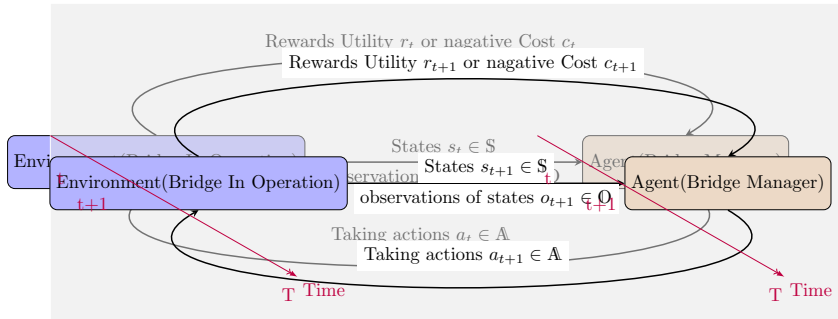 Rewards Utility r_t or nagative Cost c_t
Rewards Utility r_{t+1} or nagative Cost c_{t+1}
States s_t ∈ 𝕊
States s_{t+1} ∈ 𝕊
Environment(Bridge In Operation)
Agent(Bridge Manager)
observations of states o_{t+1} ∈ 𝕆
t
t+1
t
t+1
Taking actions a_t ∈ 𝔸
Taking actions a_{t+1} ∈ 𝔸
T Time
T Time